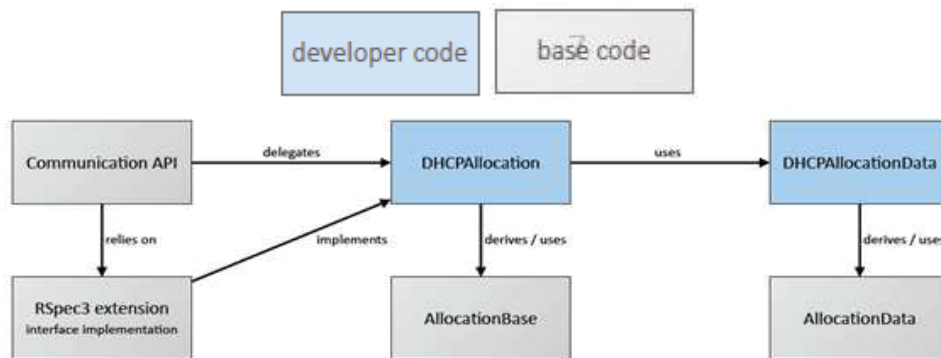 developer code
base code
Communication API
delegates
DHCPAllocation
uses
DHCPAllocationData
relies on
implements
derives / uses
derives / uses
RSpec3 extension
interface implementation
AllocationBase
AllocationData